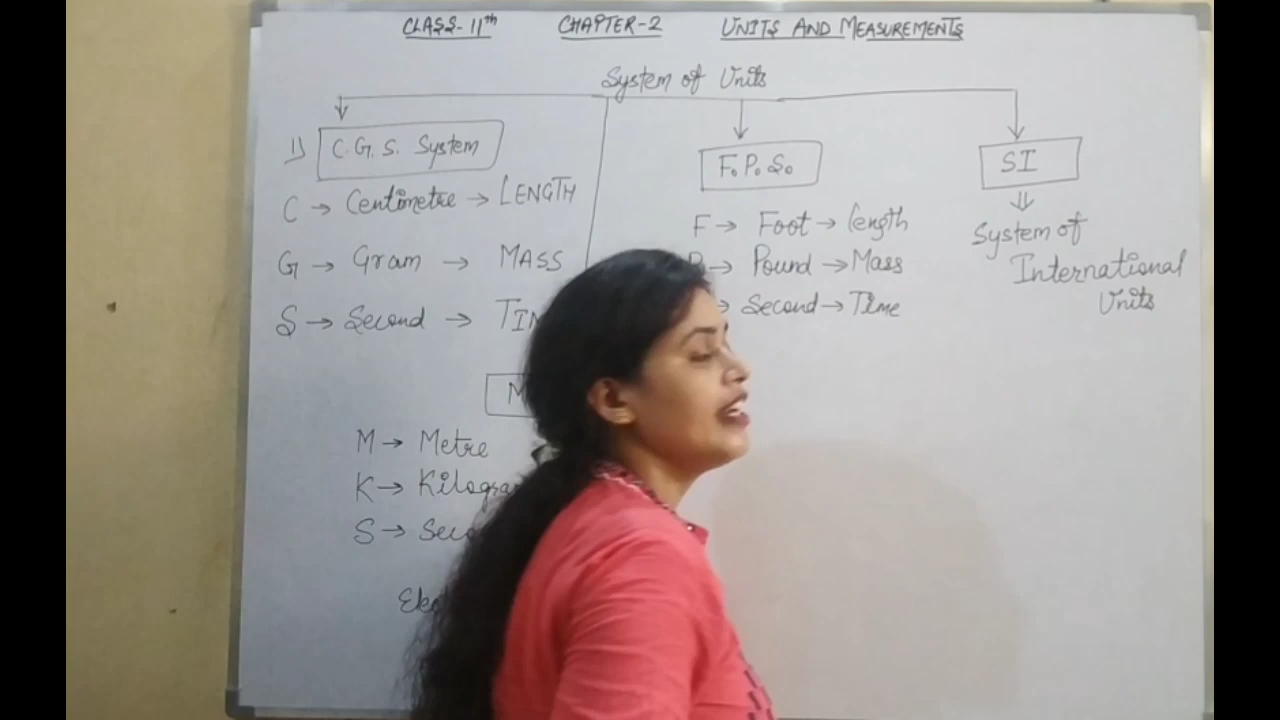 CLASS-11th CHAPTER-2 UNITS AND MEASUREMENTS
System of Units
1) C.G.S. System
C → Centimetre → LENGTH
G → Gram → MASS
S → Second →
M → Metre
K →
S →
F.P.S.
F → Foot → length
→ Pound → Mass
→ Second → Time
SI
⇓
System of
International
Units